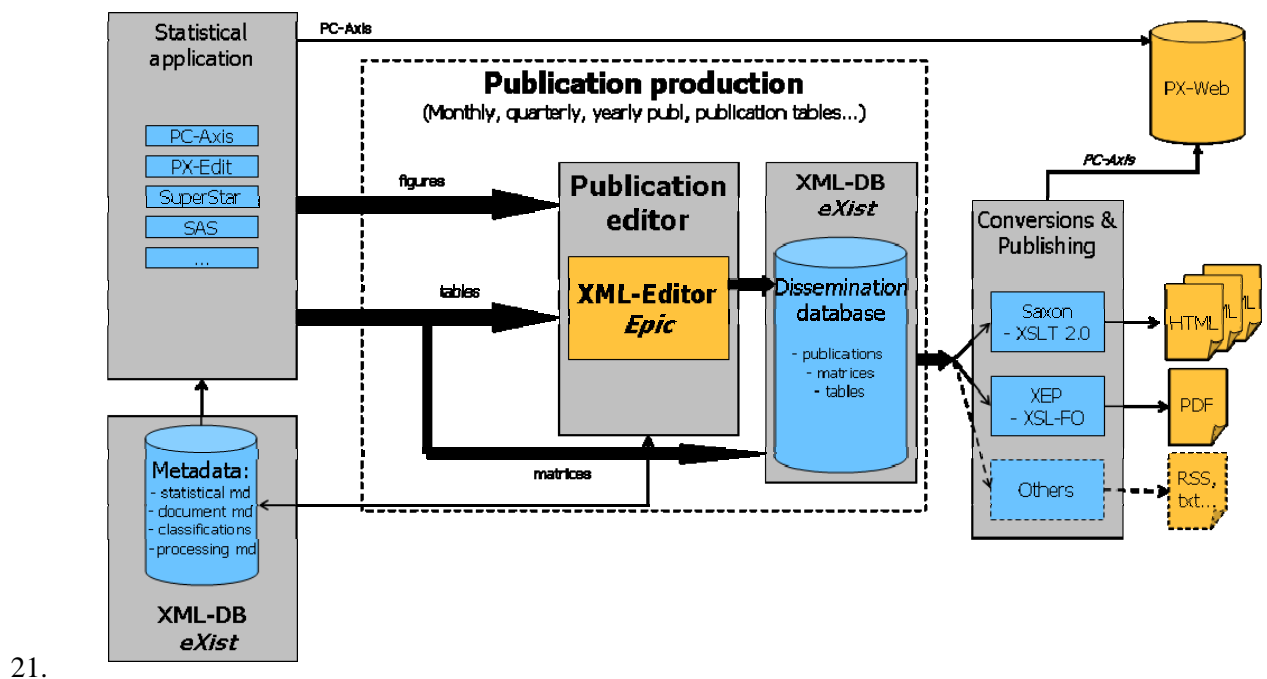 Statistical
application
PC-Axis
PX-Edit
SuperStar
SAS
...
PC-Axis
PX-Web
Publication production
(Monthly, quarterly, yearly publ, publication tables...)
figures
tables
matrices
Publication
editor
XML-Editor
Epic
XML-DB
eXist
Dissemination
database
- publications
- matrices
- tables
PC-Axis
Conversions &
Publishing
Saxon
- XSLT 2.0
XEP
- XSL-FO
Others
HTML
ML
ML
PDF
RSS,
txt...
Metadata:
- statistical md
- document md
- classifications
- processing md
XML-DB
eXist
21.